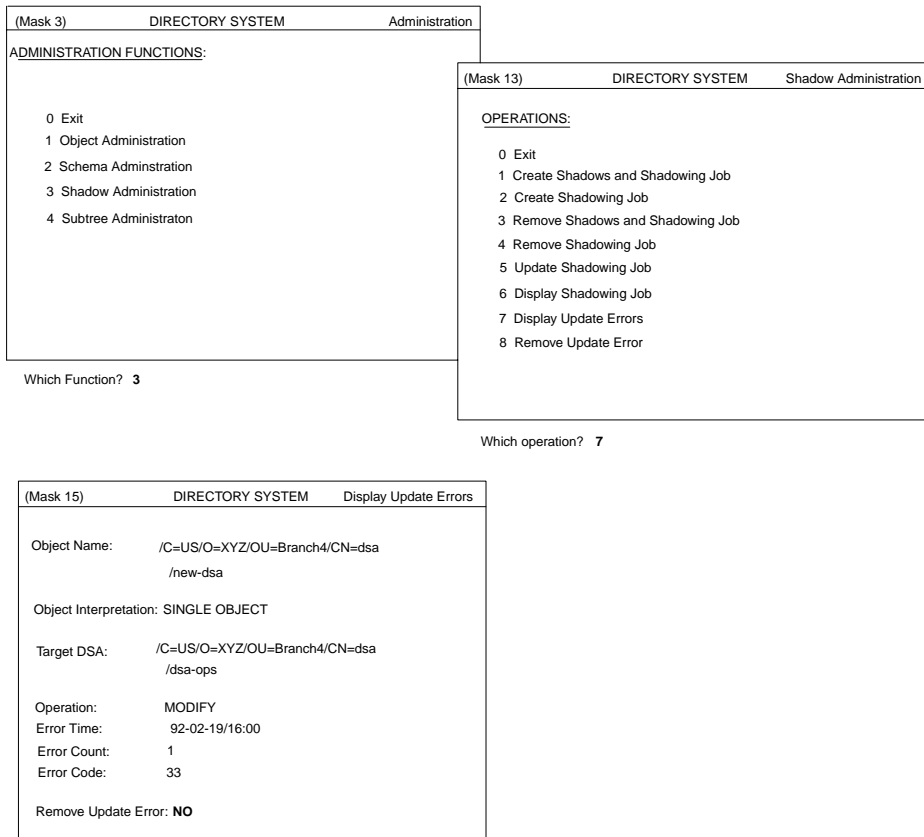 (Mask 3) DIRECTORY SYSTEM Administration
ADMINISTRATION FUNCTIONS:
0 Exit
1 Object Administration
2 Schema Adminstration
3 Shadow Administration
4 Subtree Administraton
Which Function? 3
(Mask 13) DIRECTORY SYSTEM Shadow Administration
OPERATIONS:
0 Exit
1 Create Shadows and Shadowing Job
2 Create Shadowing Job
3 Remove Shadows and Shadowing Job
4 Remove Shadowing Job
5 Update Shadowing Job
6 Display Shadowing Job
7 Display Update Errors
8 Remove Update Error
Which operation? 7
(Mask 15) DIRECTORY SYSTEM Display Update Errors
Object Name: /C=US/O=XYZ/OU=Branch4/CN=dsa
/new-dsa
Object Interpretation: SINGLE OBJECT
Target DSA: /C=US/O=XYZ/OU=Branch4/CN=dsa
/dsa-ops
Operation: MODIFY
Error Time: 92-02-19/16:00
Error Count: 1
Error Code: 33
Remove Update Error: NO